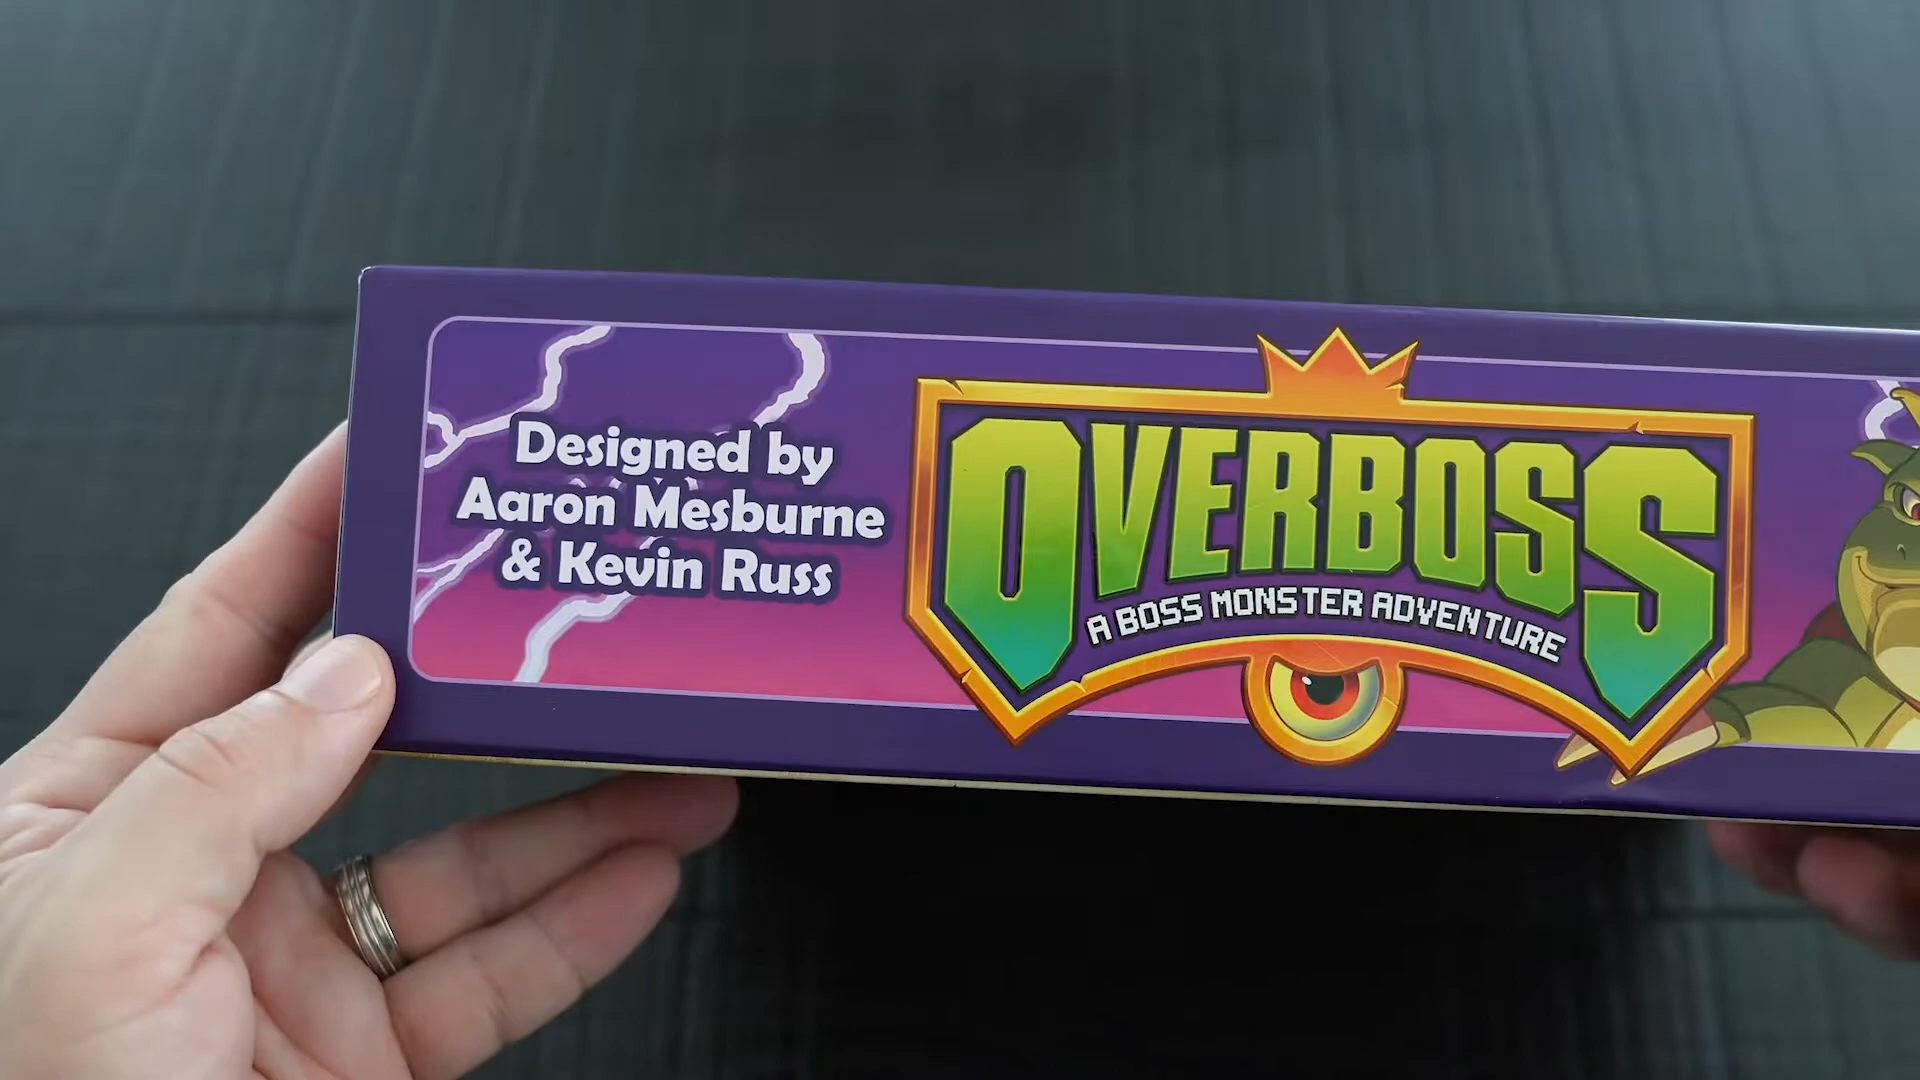 Designed by
Aaron Mesburne
& Kevin Russ
OVERBOSS
A BOSS MONSTER ADVENTURE